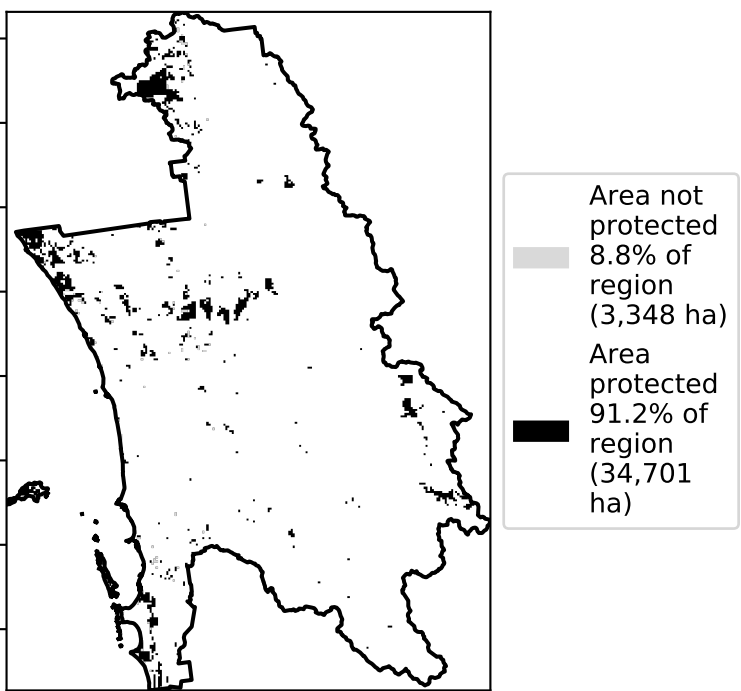 Area not
protected
8.8% of
region
(3,348 ha)
Area
protected
91.2% of
region
(34,701
ha)